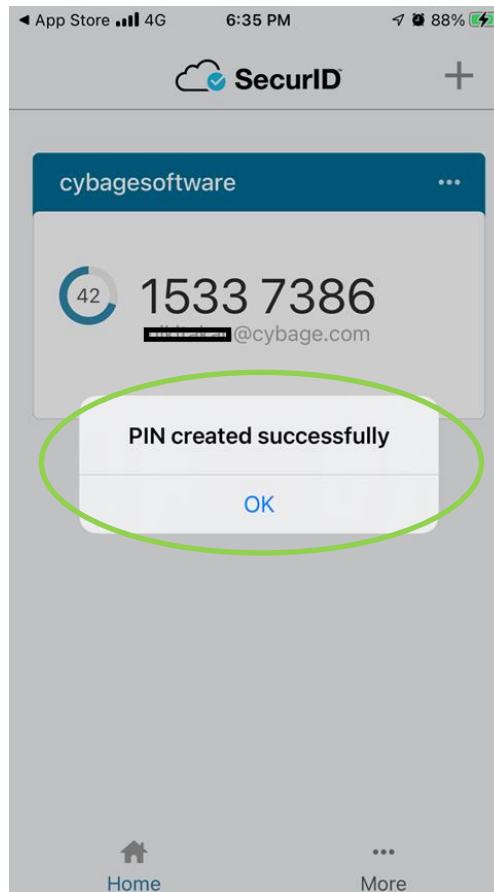 App Store 4G 6:35 PM 88%
SecurID
cybagesoftware
42
1533 7386
@cybage.com
PIN created successfully
OK
Home More